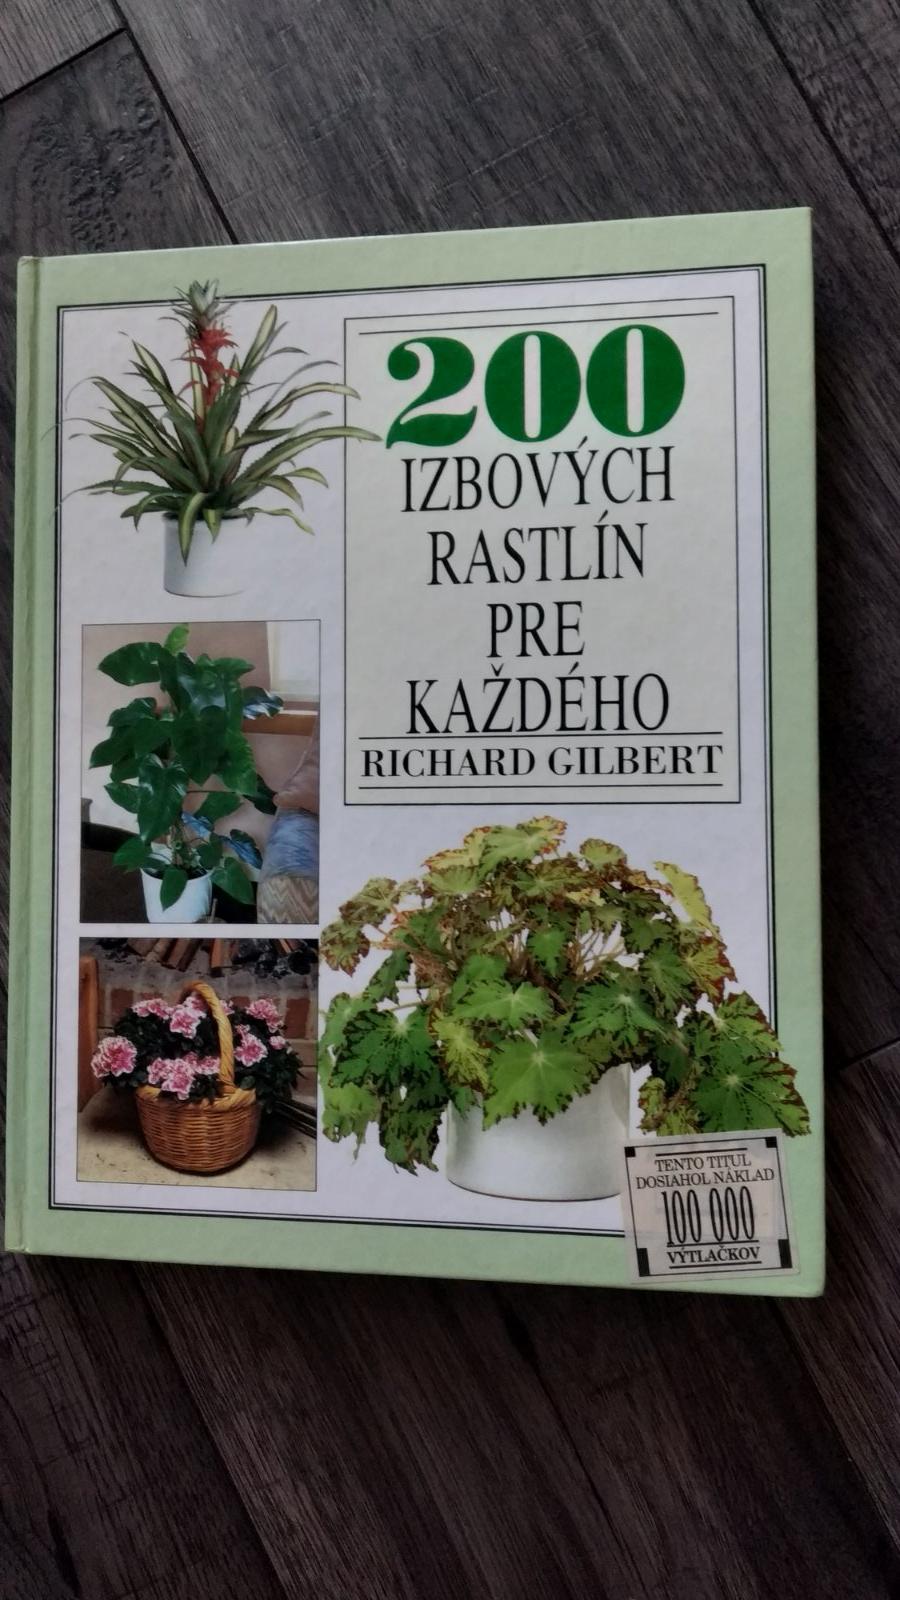 200
IZBOVÝCH
RASTLÍN
PRE
KAŽDÉHO
RICHARD GILBERT
TENTO TITUL
DOSIAHOL NÁKLAD
100 000
VÝTLAČKOV